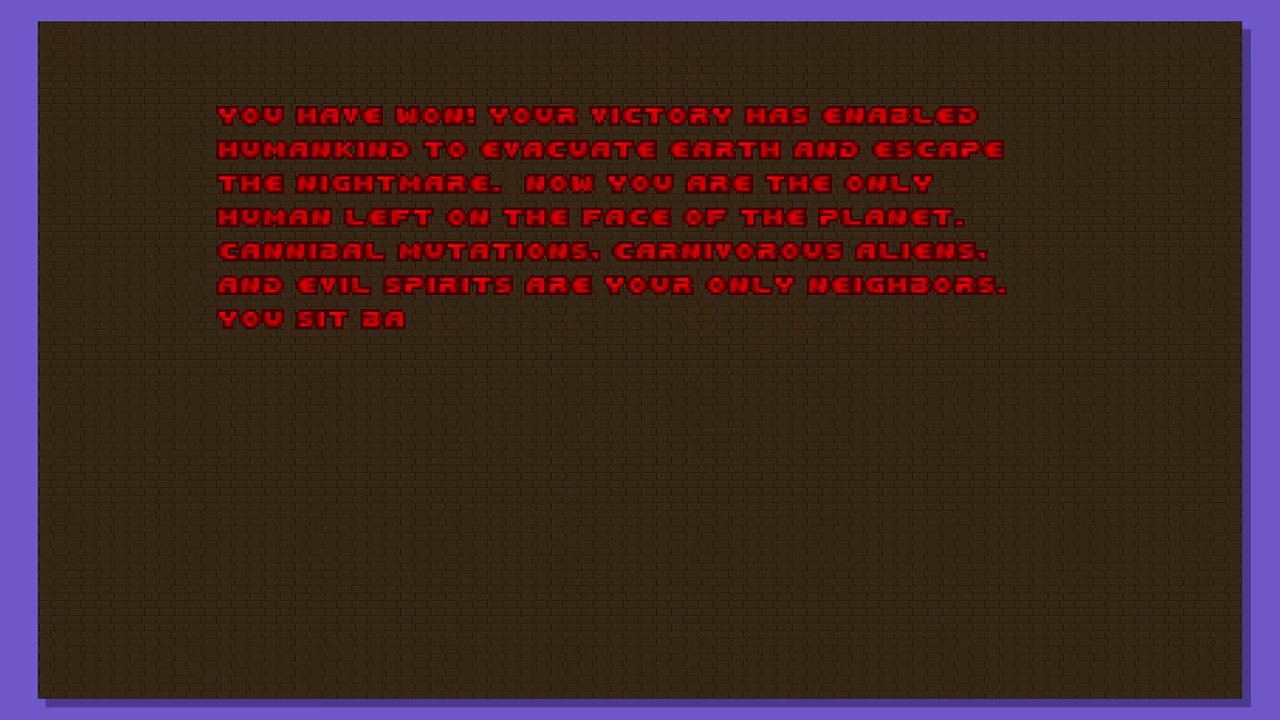 YOU HAVE WON! YOUR VICTORY HAS ENABLED
HUMANKIND TO EVACUATE EARTH AND ESCAPE
THE NIGHTMARE.  NOW YOU ARE THE ONLY
HUMAN LEFT ON THE FACE OF THE PLANET.
CANNIBAL MUTATIONS, CARNIVOROUS ALIENS,
AND EVIL SPIRITS ARE YOUR ONLY NEIGHBORS.
YOU SIT BA